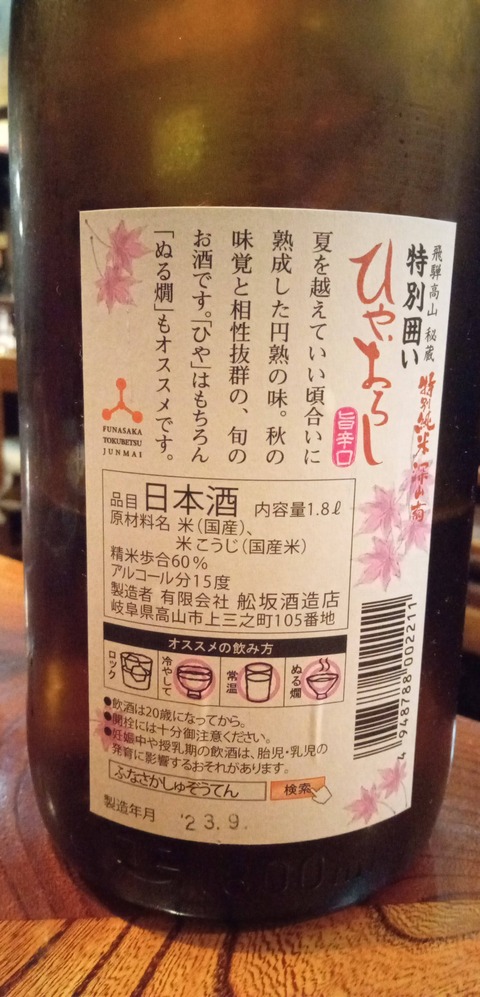 飛騨高山 秘蔵
特別純米 深山菊
特別囲い
ひやおろし
旨辛口
夏を越えていい頃合いに
熟成した円熟の味。秋の
味覚と相性抜群の、旬の
お酒です。「ひや」はもちろん
「ぬる燗」もオススメです。
FUNASAKA
TOKUBETSU
JUNMAI
品目 日本酒 内容量1.8ℓ
原材料名 米(国産)、
米こうじ(国産米)
精米歩合60%
アルコール分15度
製造者 有限会社 舩坂酒造店
岐阜県高山市上三之町105番地
オススメの飲み方
ロック
冷やして
常温
ぬる燗
●飲酒は20歳になってから。
●開栓には十分御注意ください。
●妊娠中や授乳期の飲酒は、胎児・乳児の
発育に影響するおそれがあります。
ふなさかしゅぞうてん 検索
製造年月 '23.9.
4 948788 002211